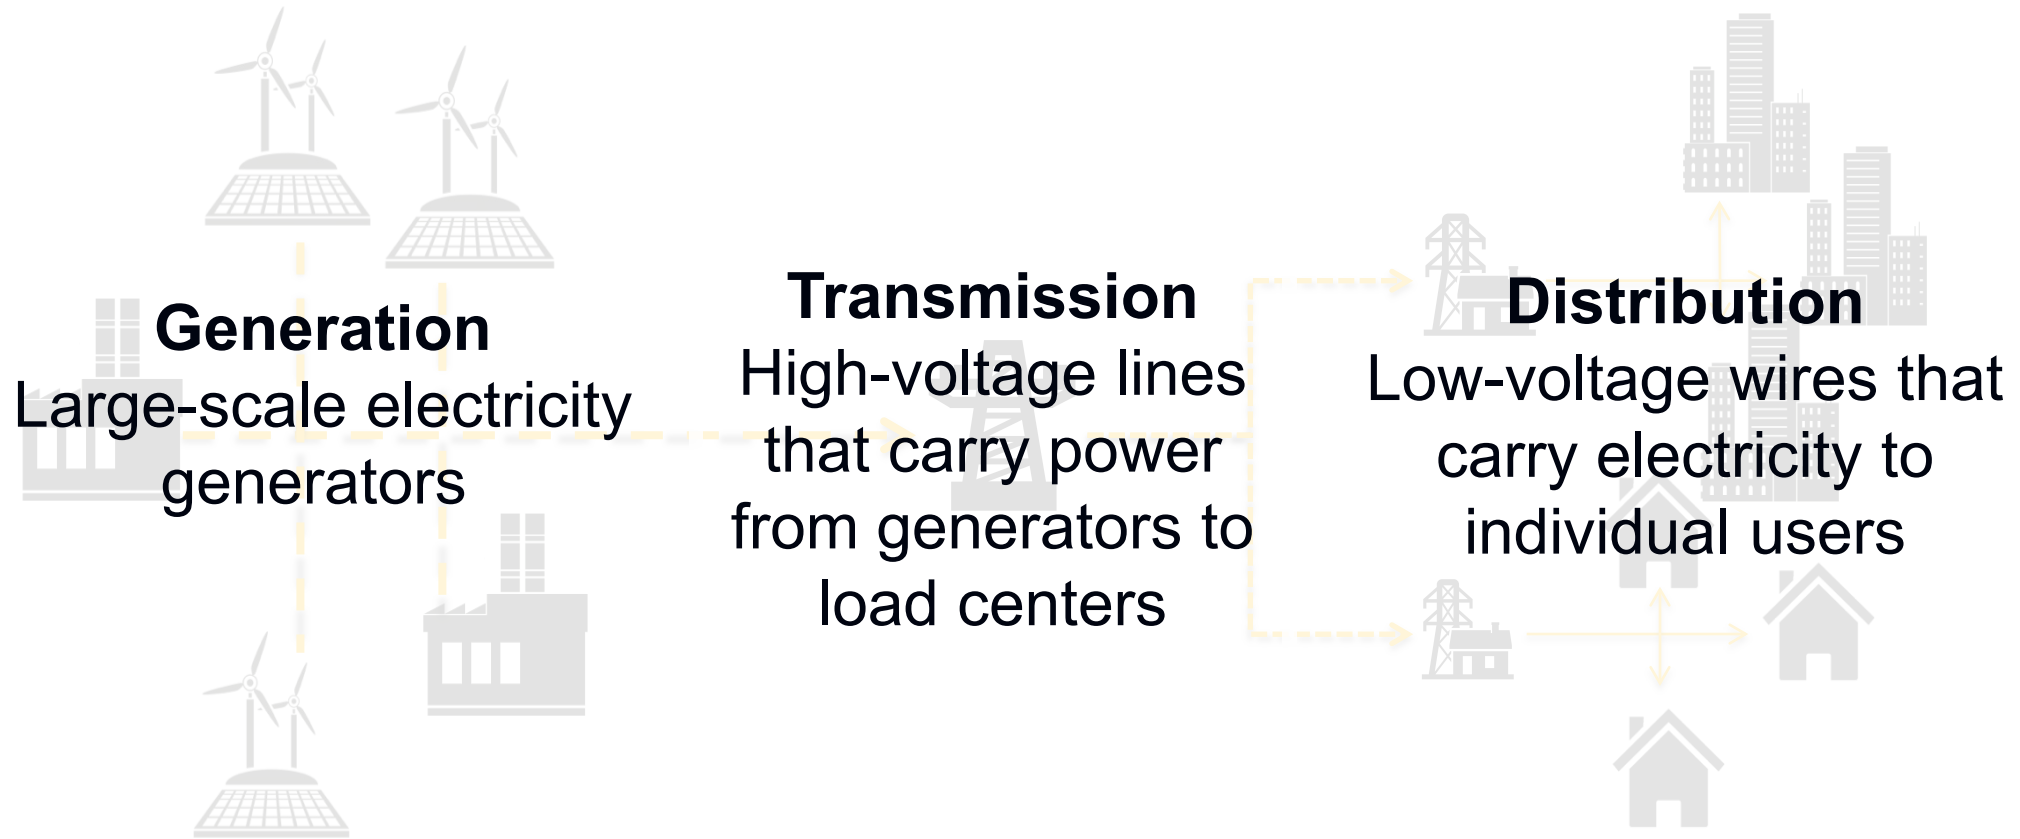 Generation
Large-scale electricity
generators
Transmission
High-voltage lines
that carry power
from generators to
load centers
Distribution
Low-voltage wires that
carry electricity to
individual users